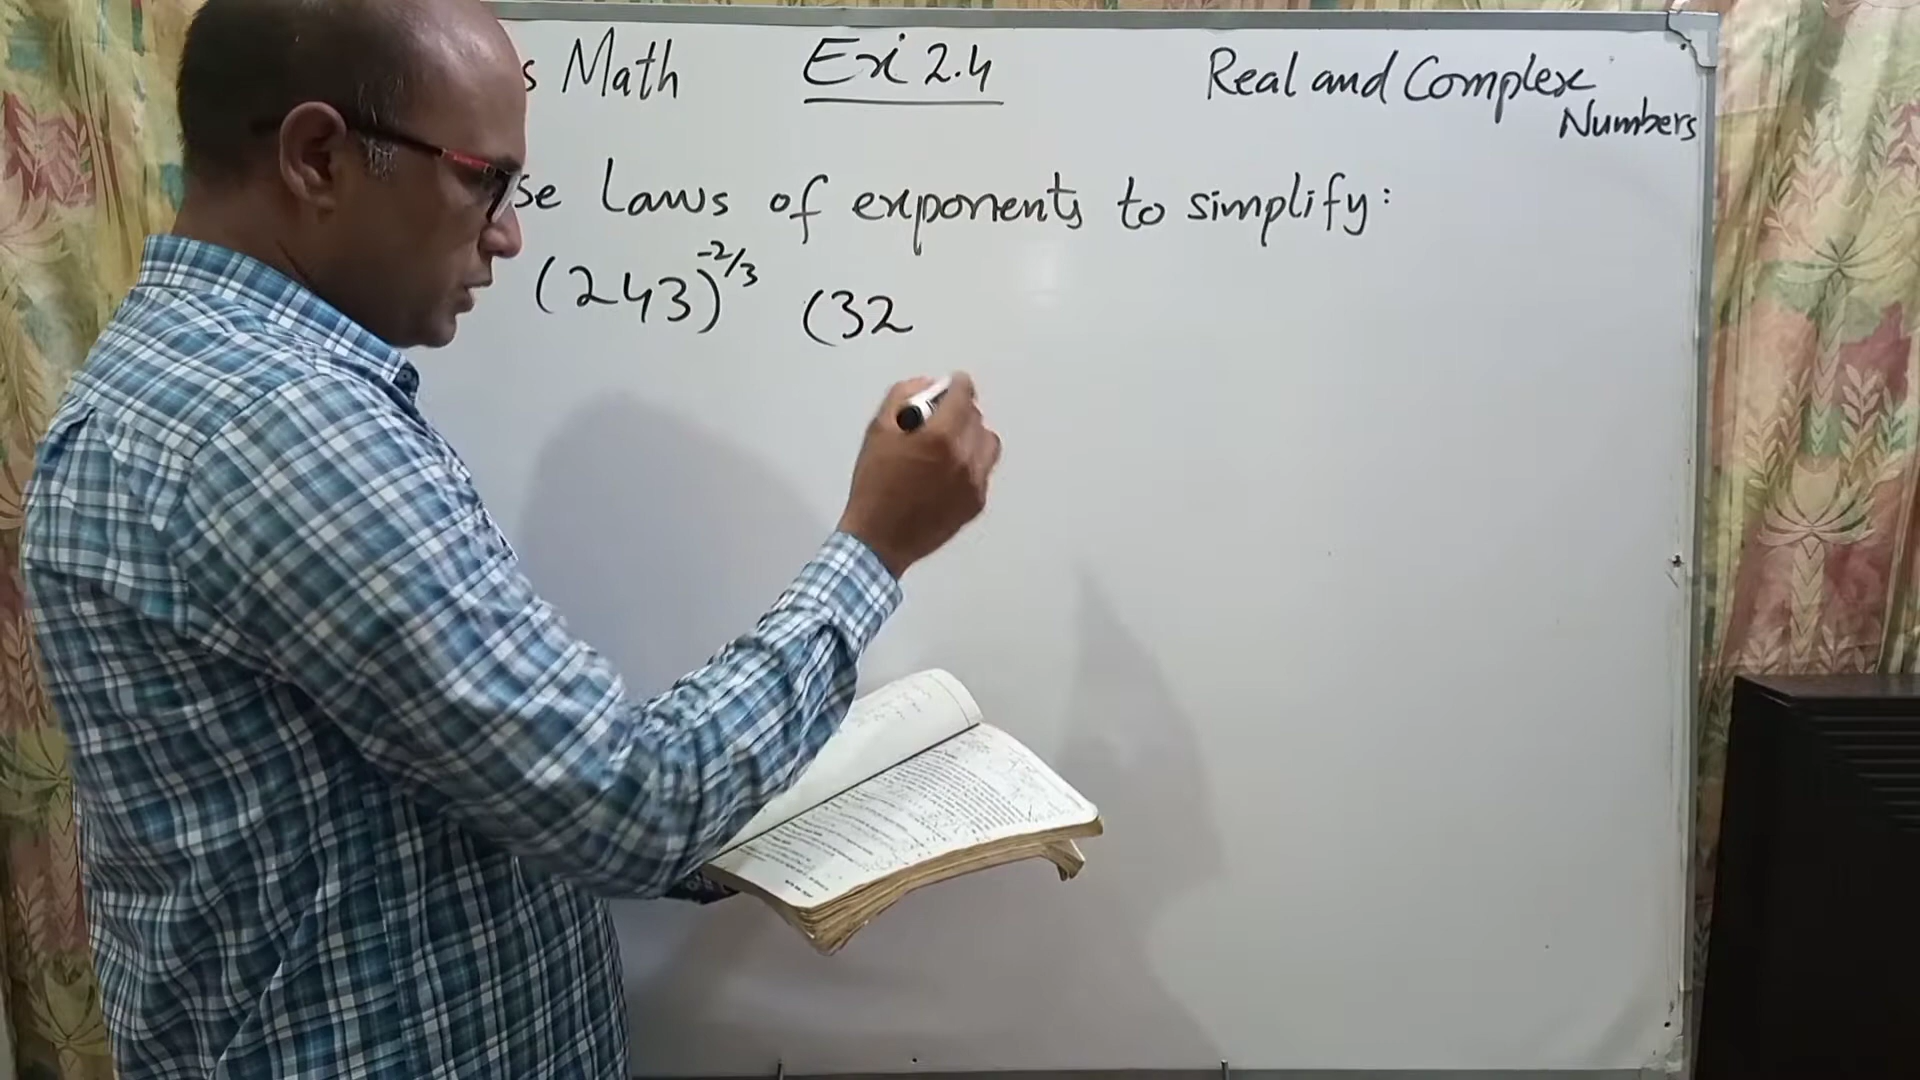 s Math Ex 2.4 Real and Complex
Numbers
se Laws of exponents to simplify:
(243)^-2/3 (32